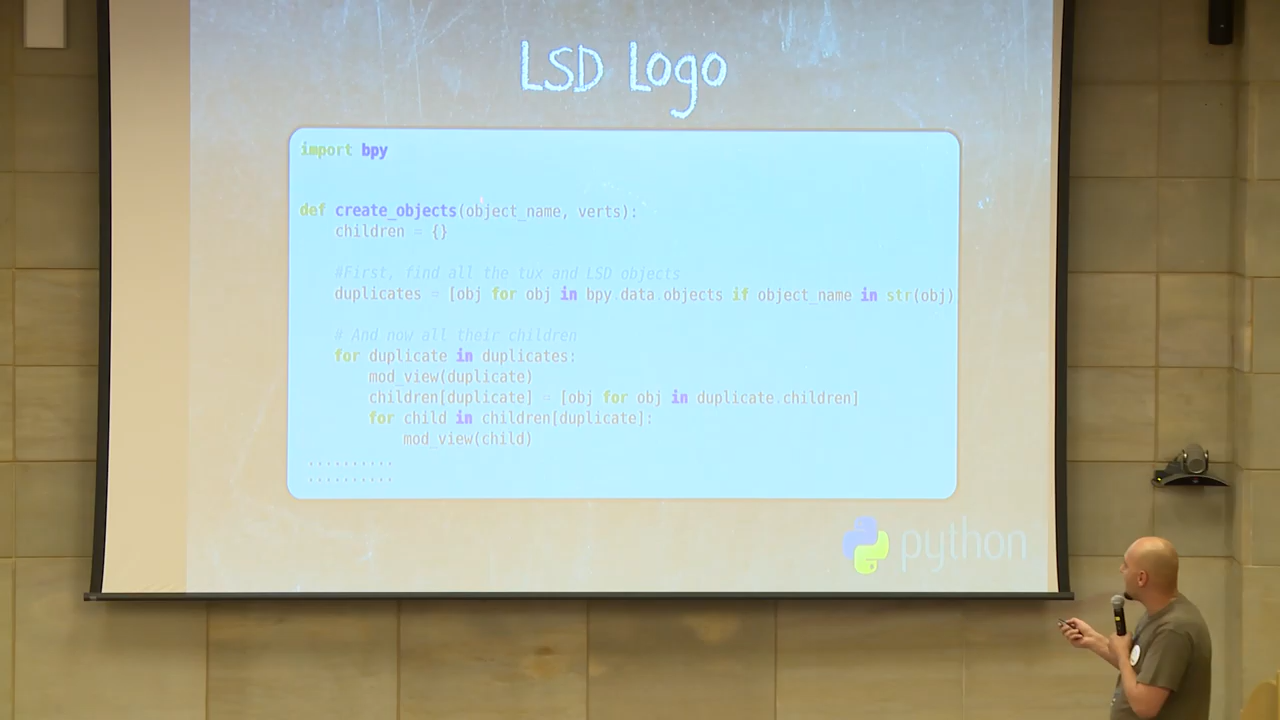 LSD Logo
import bpy
def create_objects(object_name, verts):
children = {}
#First, find all the tux and LSD objects
duplicates = [obj for obj in bpy.data.objects if object_name in str(obj)
# And now all their children
for duplicate in duplicates:
mod_view(duplicate)
children[duplicate] = [obj for obj in duplicate.children]
for child in children[duplicate]:
mod_view(child)
..........
..........
python